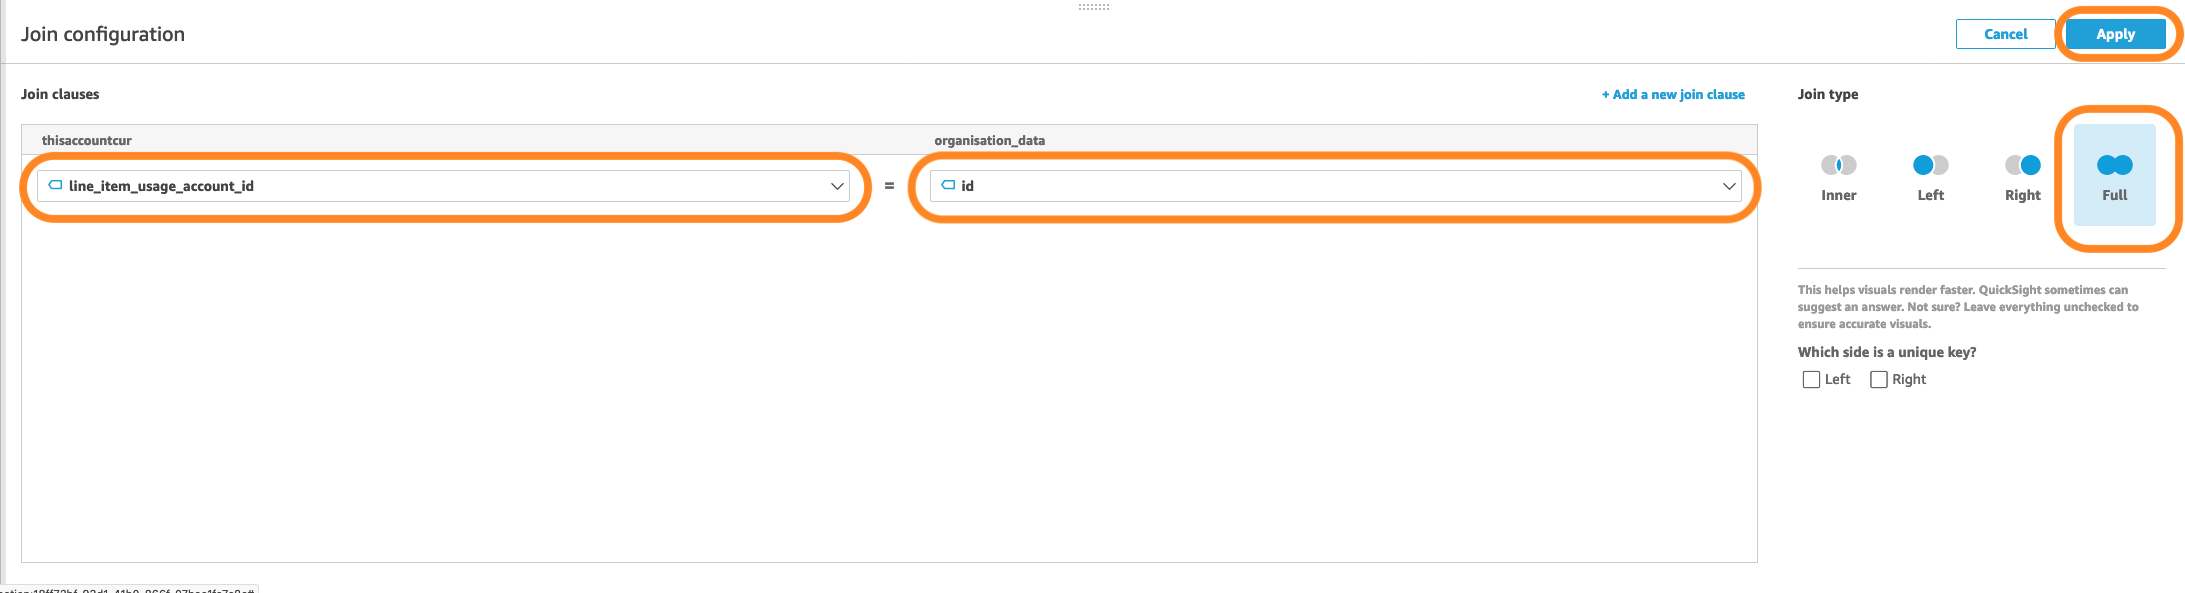 Join configuration
Cancel
Apply
Join clauses
+ Add a new join clause
Join type
thisaccountcur
organisation_data
line_item_usage_account_id
=
id
Inner
Left
Right
Full
This helps visuals render faster. QuickSight sometimes can
suggest an answer. Not sure? Leave everything unchecked to
ensure accurate visuals.
Which side is a unique key?
Left
Right